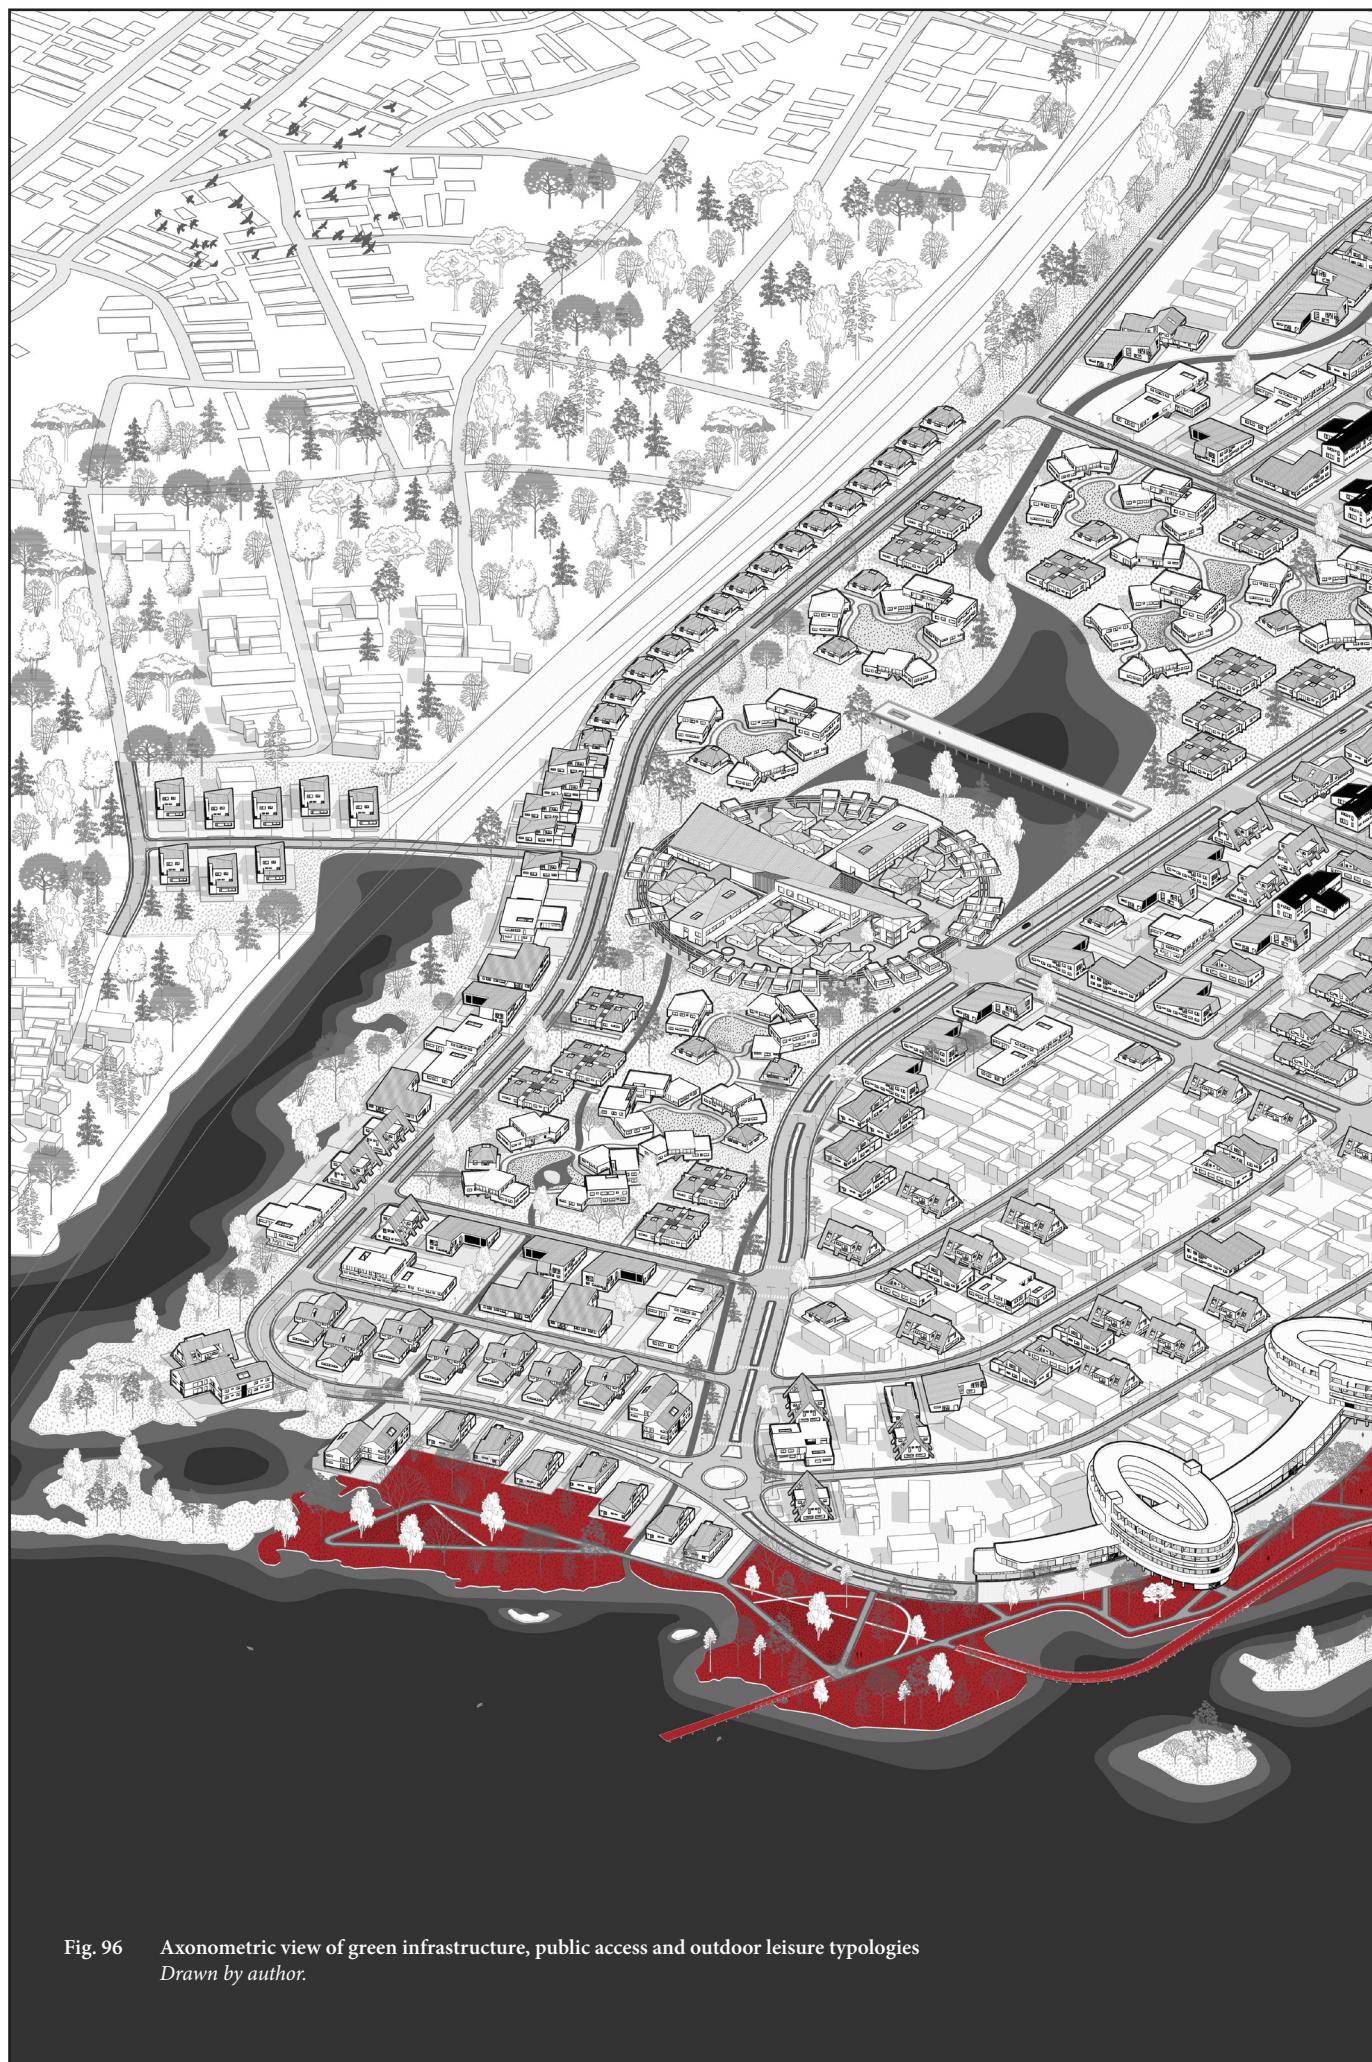 Fig. 96 Axonometric view of green infrastructure, public access and outdoor leisure typologies
Drawn by author.